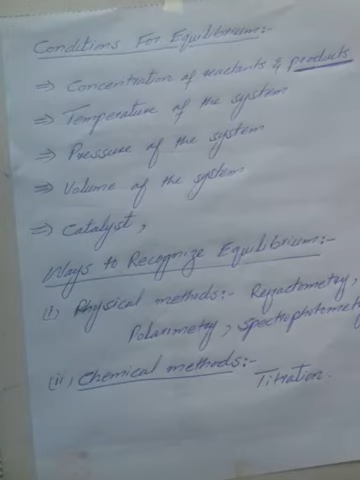 Conditions For Equilibrium:-
⇒ Concentration of reactants & products
⇒ Temperature of the system
⇒ Pressure of the system
⇒ Volume of the system
⇒ Catalyst,
Ways to Recognize Equilibrium:-
(i) Physical methods:- Refractometry,
Polarimetry, Spectrophotomet
(ii) Chemical methods:-
Titration.